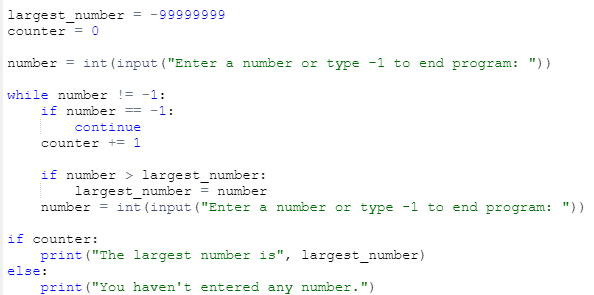 largest_number = -99999999
counter = 0
number = int(input("Enter a number or type -1 to end program: "))
while number != -1:
    if number == -1:
        continue
    counter += 1
    if number > largest_number:
        largest_number = number
    number = int(input("Enter a number or type -1 to end program: "))
if counter:
    print("The largest number is", largest_number)
else:
    print("You haven't entered any number.")